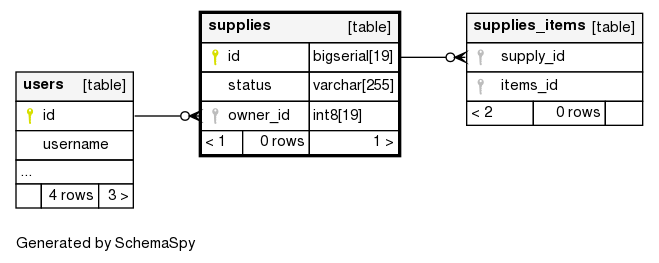 users [table]
id
username
...
4 rows 3 >
supplies [table]
id bigserial[19]
status varchar[255]
owner_id int8[19]
< 1 0 rows 1 >
supplies_items [table]
supply_id
items_id
< 2 0 rows
Generated by SchemaSpy